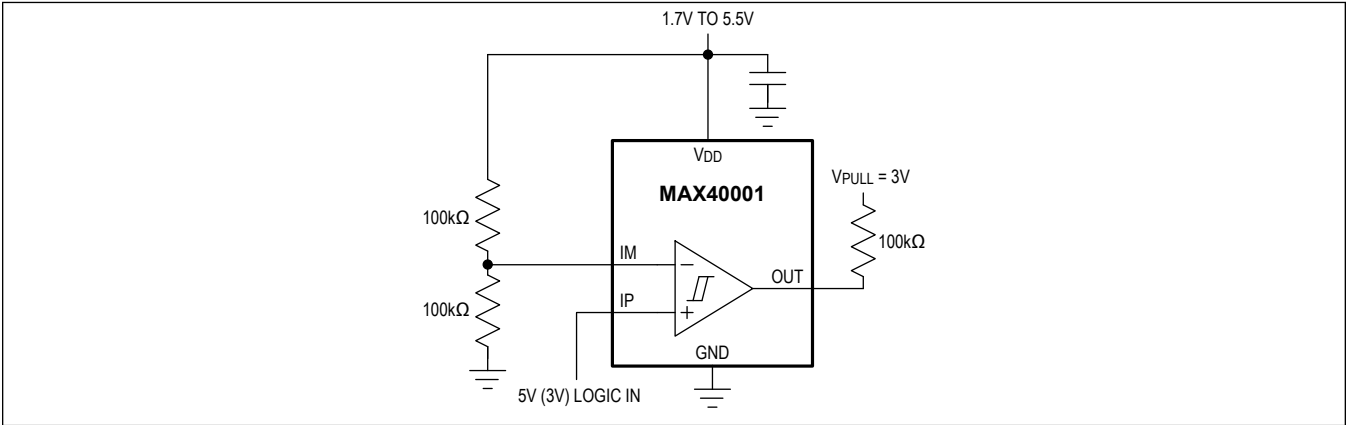 1.7V TO 5.5V
VDD
VPULL = 3V
MAX40001
100kΩ
100kΩ
IM
−
OUT
IP
100kΩ
+
GND
5V (3V) LOGIC IN